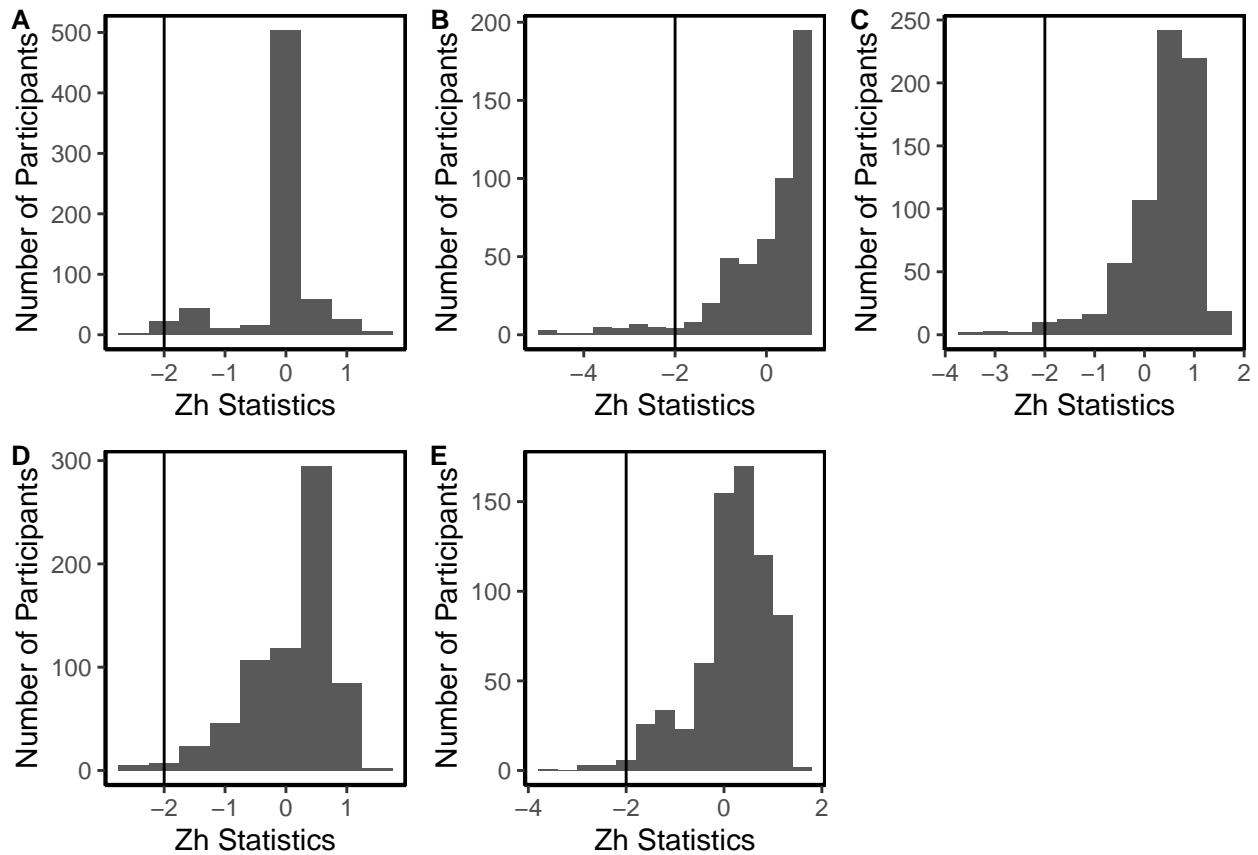 A
Number of Participants
500
400
300
200
100
0
−2 −1 0 1
Zh Statistics
B
Number of Participants
200
150
100
50
0
−4 −2 0
Zh Statistics
C
Number of Participants
250
200
150
100
50
0
−4 −3 −2 −1 0 1 2
Zh Statistics
D
Number of Participants
300
200
100
0
−2 −1 0 1
Zh Statistics
E
Number of Participants
150
100
50
0
−4 −2 0 2
Zh Statistics